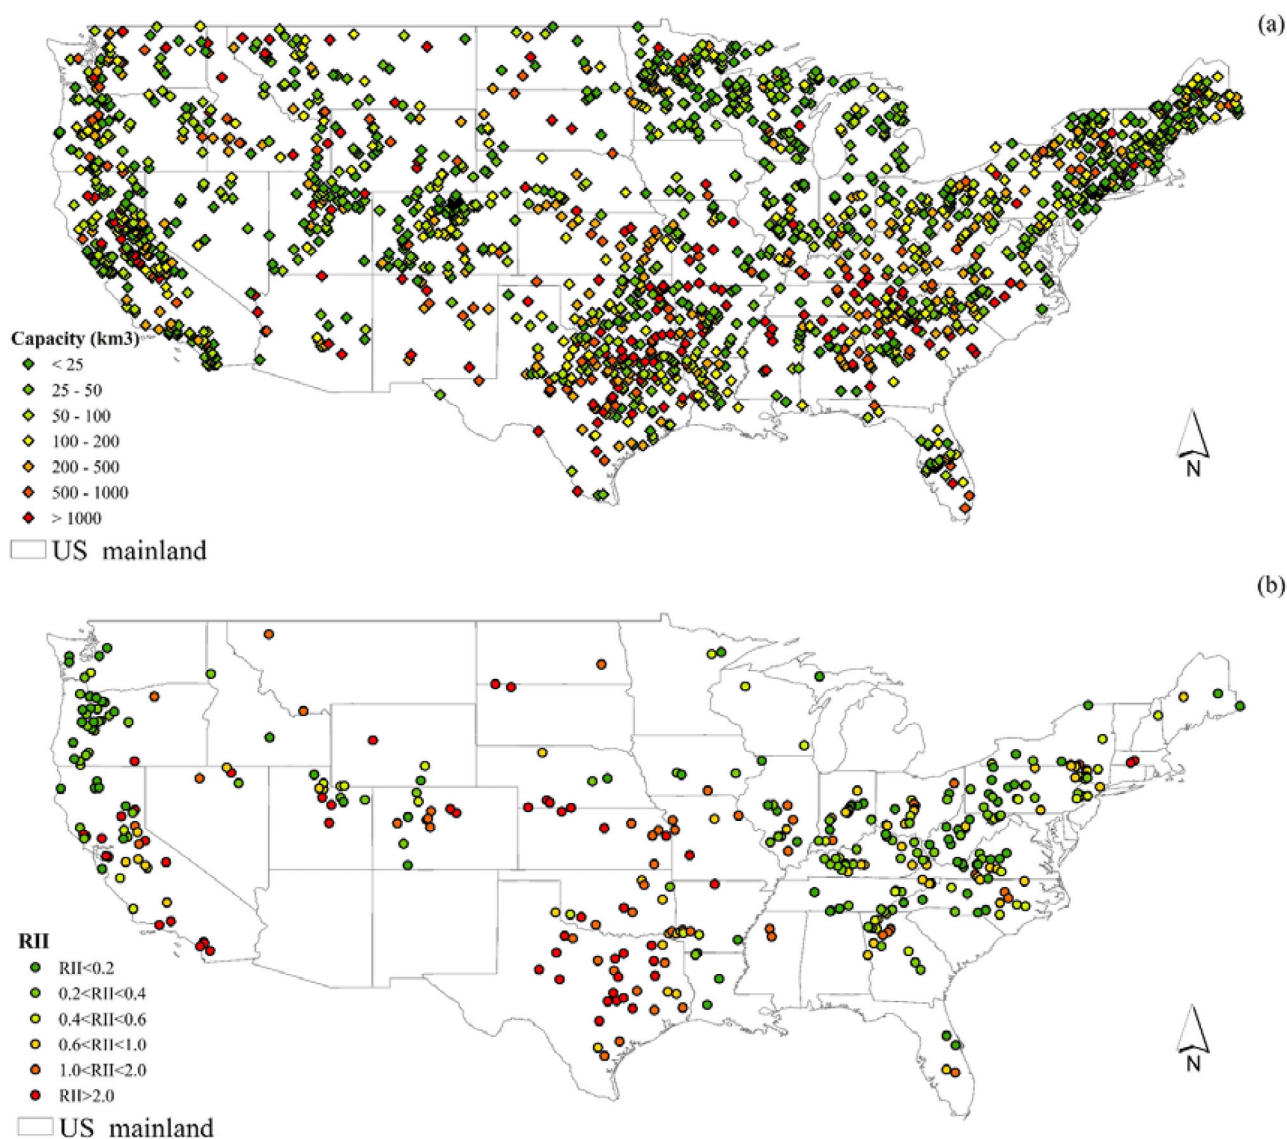 (a)
Capacity (km3)
< 25
25 - 50
50 - 100
100 - 200
200 - 500
500 - 1000
> 1000
US mainland
N
(b)
RII
RII<0.2
0.2<RII<0.4
0.4<RII<0.6
0.6<RII<1.0
1.0<RII<2.0
RII>2.0
US mainland
N